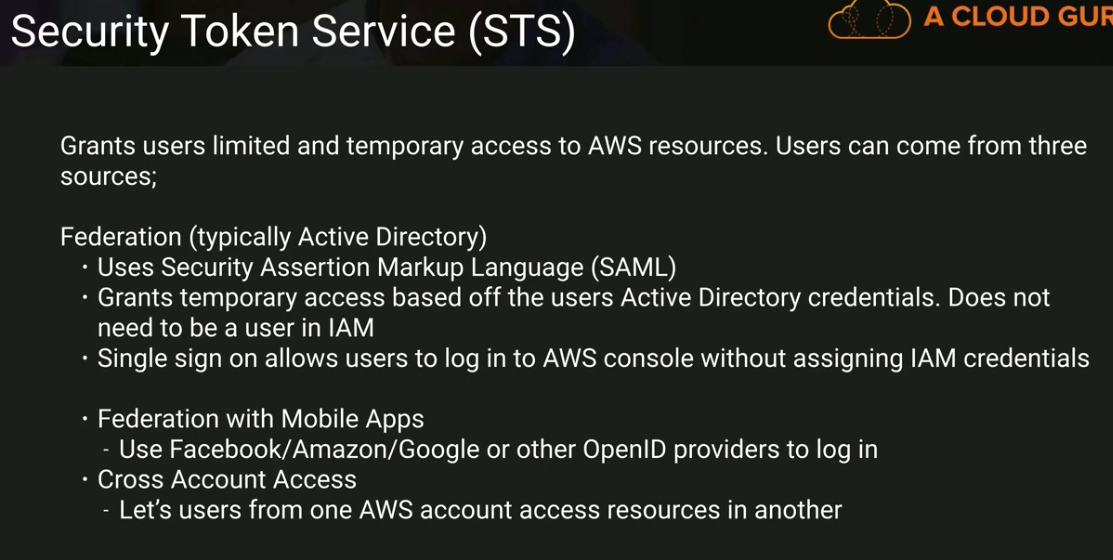 Security Token Service (STS)
A CLOUD GUR
Grants users limited and temporary access to AWS resources. Users can come from three
sources;
Federation (typically Active Directory)
· Uses Security Assertion Markup Language (SAML)
· Grants temporary access based off the users Active Directory credentials. Does not
need to be a user in IAM
· Single sign on allows users to log in to AWS console without assigning IAM credentials
· Federation with Mobile Apps
- Use Facebook/Amazon/Google or other OpenID providers to log in
· Cross Account Access
- Let's users from one AWS account access resources in another